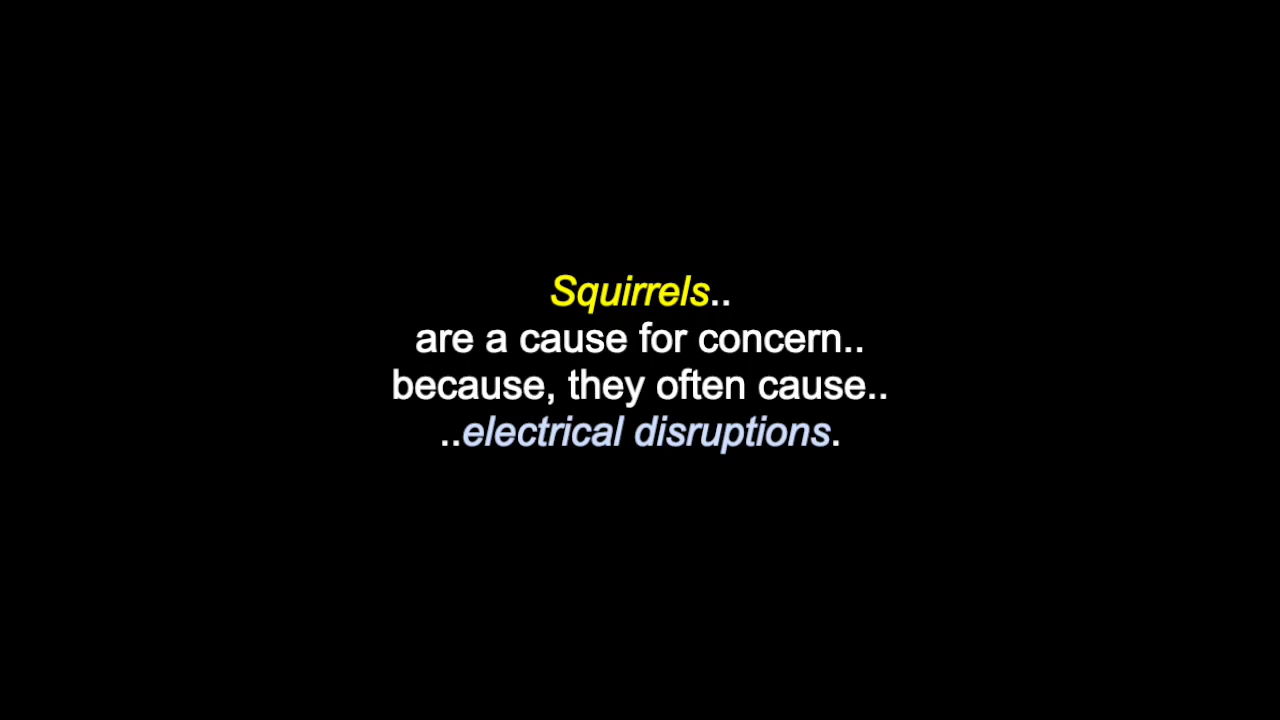 Squirrels..
are a cause for concern..
because, they often cause..
..electrical disruptions.